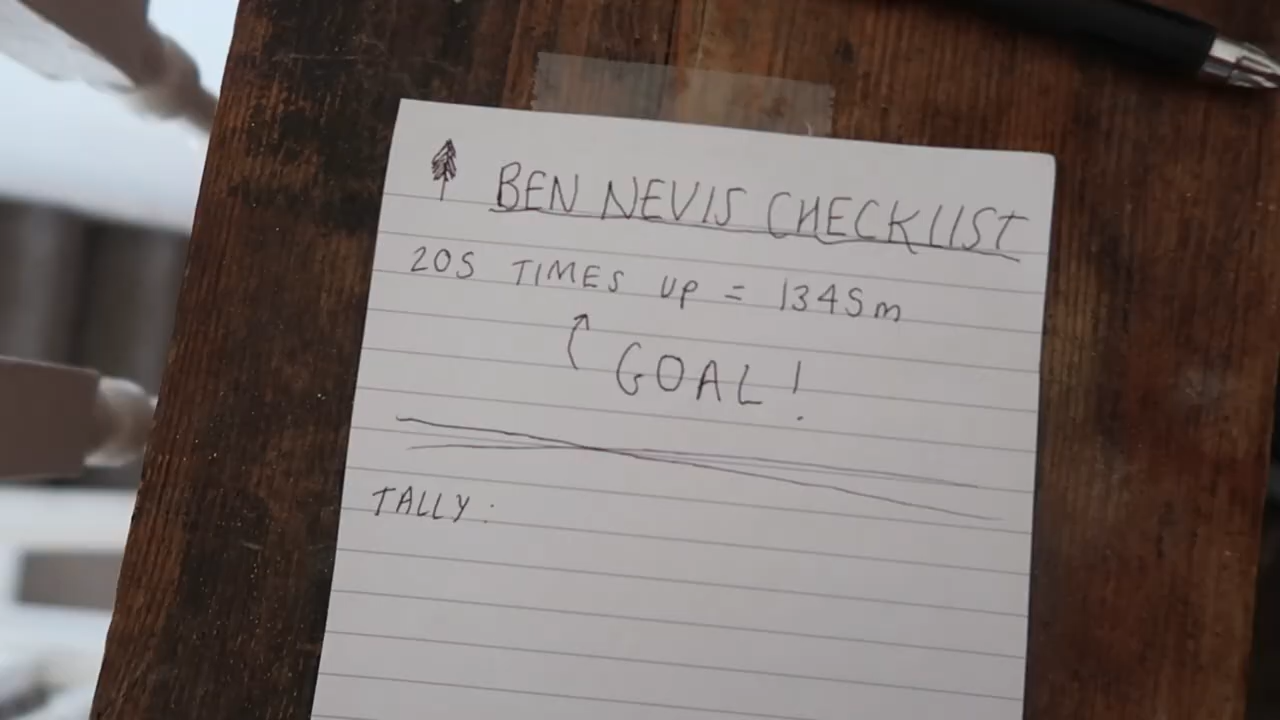 BEN NEVIS CHECKLIST
205 TIMES UP = 1345m
GOAL!
TALLY: